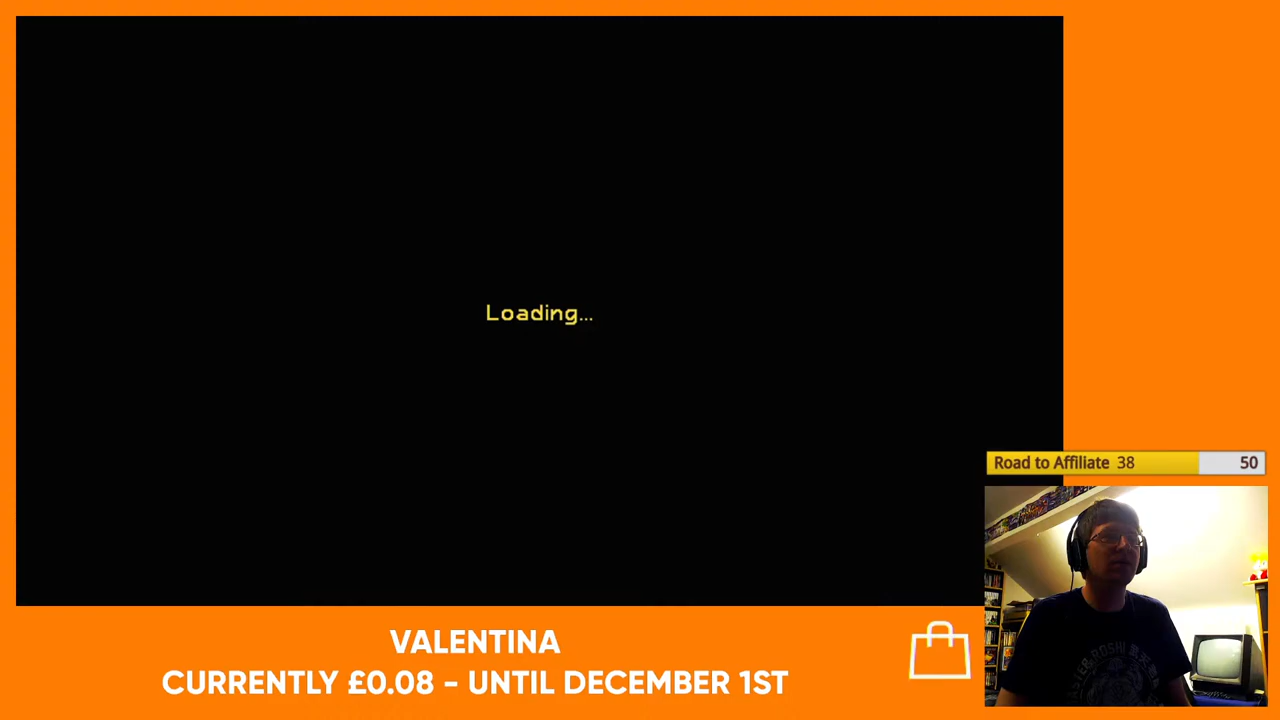 Loading...
Road to Affiliate 38
50
VALENTINA
CURRENTLY £0.08 - UNTIL DECEMBER 1ST